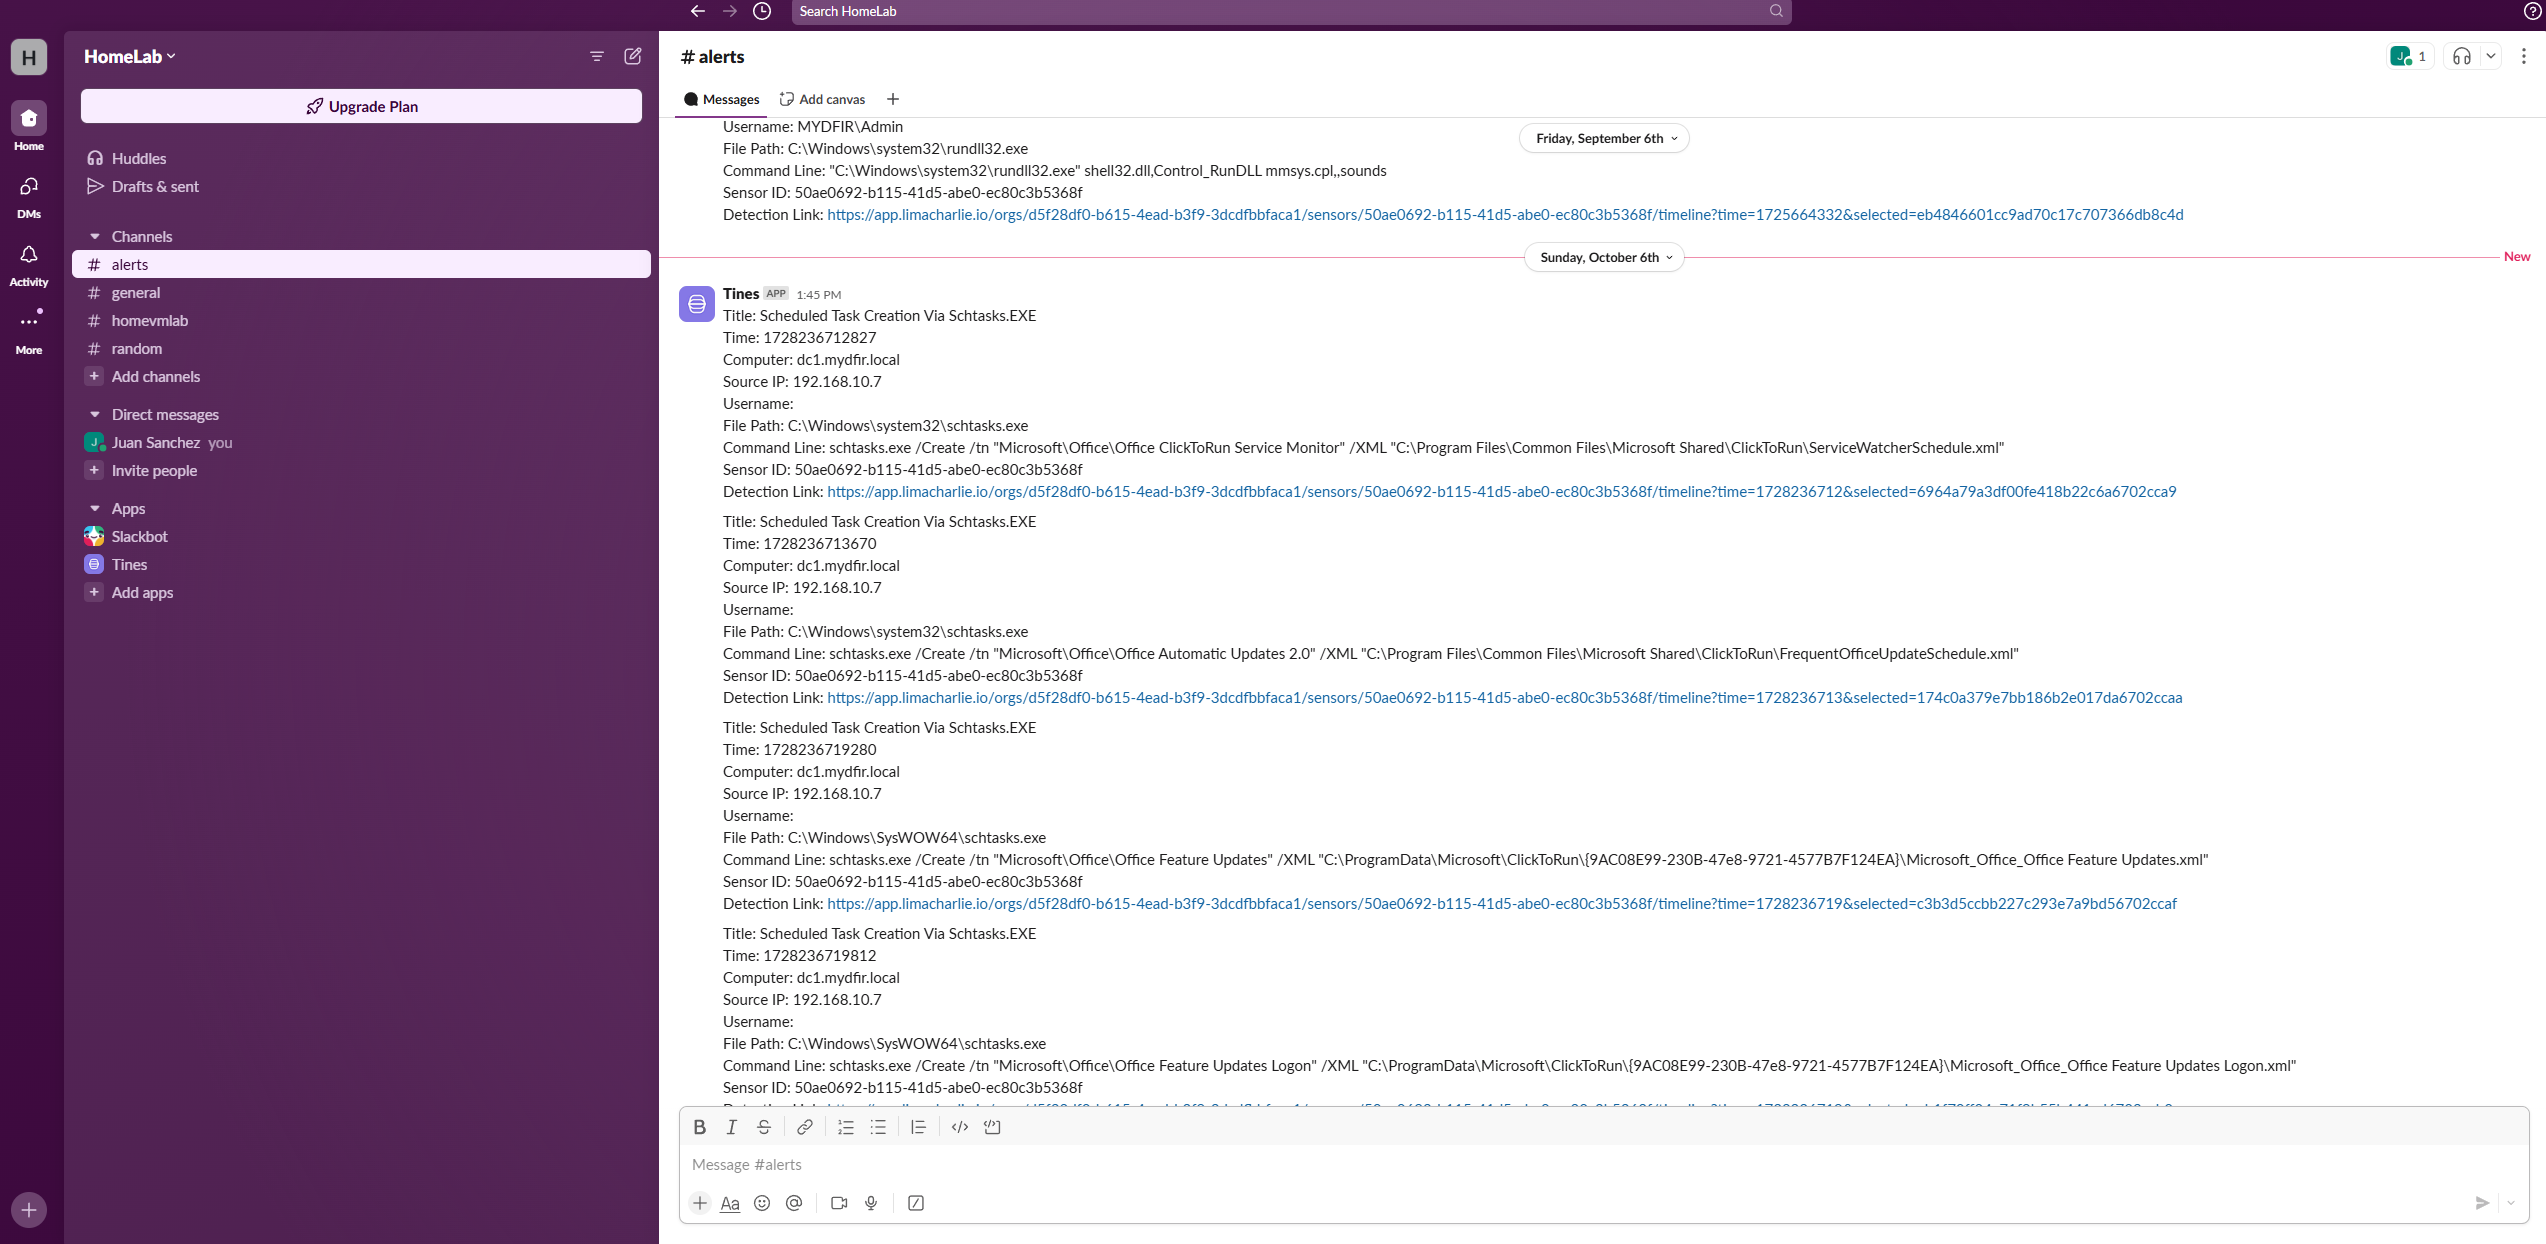 Search HomeLab
H
HomeLab
Upgrade Plan
Home
DMs
Activity
More
Huddles
Drafts & sent
Channels
# alerts
# general
# homevmlab
# random
+ Add channels
Direct messages
J Juan Sanchez you
+ Invite people
Apps
Slackbot
Tines
+ Add apps
# alerts
J 1
Messages
Add canvas
Username: MYDFIR\Admin
Friday, September 6th
File Path: C:\Windows\system32\rundll32.exe
Command Line: "C:\Windows\system32\rundll32.exe" shell32.dll,Control_RunDLL mmsys.cpl,,sounds
Sensor ID: 50ae0692-b115-41d5-abe0-ec80c3b5368f
Detection Link: https://app.limacharlie.io/orgs/d5f28df0-b615-4ead-b3f9-3dcdfbbfaca1/sensors/50ae0692-b115-41d5-abe0-ec80c3b5368f/timeline?time=1725664332&selected=eb4846601cc9ad70c17c707366db8c4d
Sunday, October 6th
New
Tines APP 1:45 PM
Title: Scheduled Task Creation Via Schtasks.EXE
Time: 1728236712827
Computer: dc1.mydfir.local
Source IP: 192.168.10.7
Username:
File Path: C:\Windows\system32\schtasks.exe
Command Line: schtasks.exe /Create /tn "Microsoft\Office\Office ClickToRun Service Monitor" /XML "C:\Program Files\Common Files\Microsoft Shared\ClickToRun\ServiceWatcherSchedule.xml"
Sensor ID: 50ae0692-b115-41d5-abe0-ec80c3b5368f
Detection Link: https://app.limacharlie.io/orgs/d5f28df0-b615-4ead-b3f9-3dcdfbbfaca1/sensors/50ae0692-b115-41d5-abe0-ec80c3b5368f/timeline?time=1728236712&selected=6964a79a3df00fe418b22c6a6702cca9
Title: Scheduled Task Creation Via Schtasks.EXE
Time: 1728236713670
Computer: dc1.mydfir.local
Source IP: 192.168.10.7
Username:
File Path: C:\Windows\system32\schtasks.exe
Command Line: schtasks.exe /Create /tn "Microsoft\Office\Office Automatic Updates 2.0" /XML "C:\Program Files\Common Files\Microsoft Shared\ClickToRun\FrequentOfficeUpdateSchedule.xml"
Sensor ID: 50ae0692-b115-41d5-abe0-ec80c3b5368f
Detection Link: https://app.limacharlie.io/orgs/d5f28df0-b615-4ead-b3f9-3dcdfbbfaca1/sensors/50ae0692-b115-41d5-abe0-ec80c3b5368f/timeline?time=1728236713&selected=174c0a379e7bb186b2e017da6702ccaa
Title: Scheduled Task Creation Via Schtasks.EXE
Time: 1728236719280
Computer: dc1.mydfir.local
Source IP: 192.168.10.7
Username:
File Path: C:\Windows\SysWOW64\schtasks.exe
Command Line: schtasks.exe /Create /tn "Microsoft\Office\Office Feature Updates" /XML "C:\ProgramData\Microsoft\ClickToRun\{9AC08E99-230B-47e8-9721-4577B7F124EA}\Microsoft_Office_Office Feature Updates.xml"
Sensor ID: 50ae0692-b115-41d5-abe0-ec80c3b5368f
Detection Link: https://app.limacharlie.io/orgs/d5f28df0-b615-4ead-b3f9-3dcdfbbfaca1/sensors/50ae0692-b115-41d5-abe0-ec80c3b5368f/timeline?time=1728236719&selected=c3b3d5ccbb227c293e7a9bd56702ccaf
Title: Scheduled Task Creation Via Schtasks.EXE
Time: 1728236719812
Computer: dc1.mydfir.local
Source IP: 192.168.10.7
Username:
File Path: C:\Windows\SysWOW64\schtasks.exe
Command Line: schtasks.exe /Create /tn "Microsoft\Office\Office Feature Updates Logon" /XML "C:\ProgramData\Microsoft\ClickToRun\{9AC08E99-230B-47e8-9721-4577B7F124EA}\Microsoft_Office_Office Feature Updates Logon.xml"
Sensor ID: 50ae0692-b115-41d5-abe0-ec80c3b5368f
Message #alerts
Aa